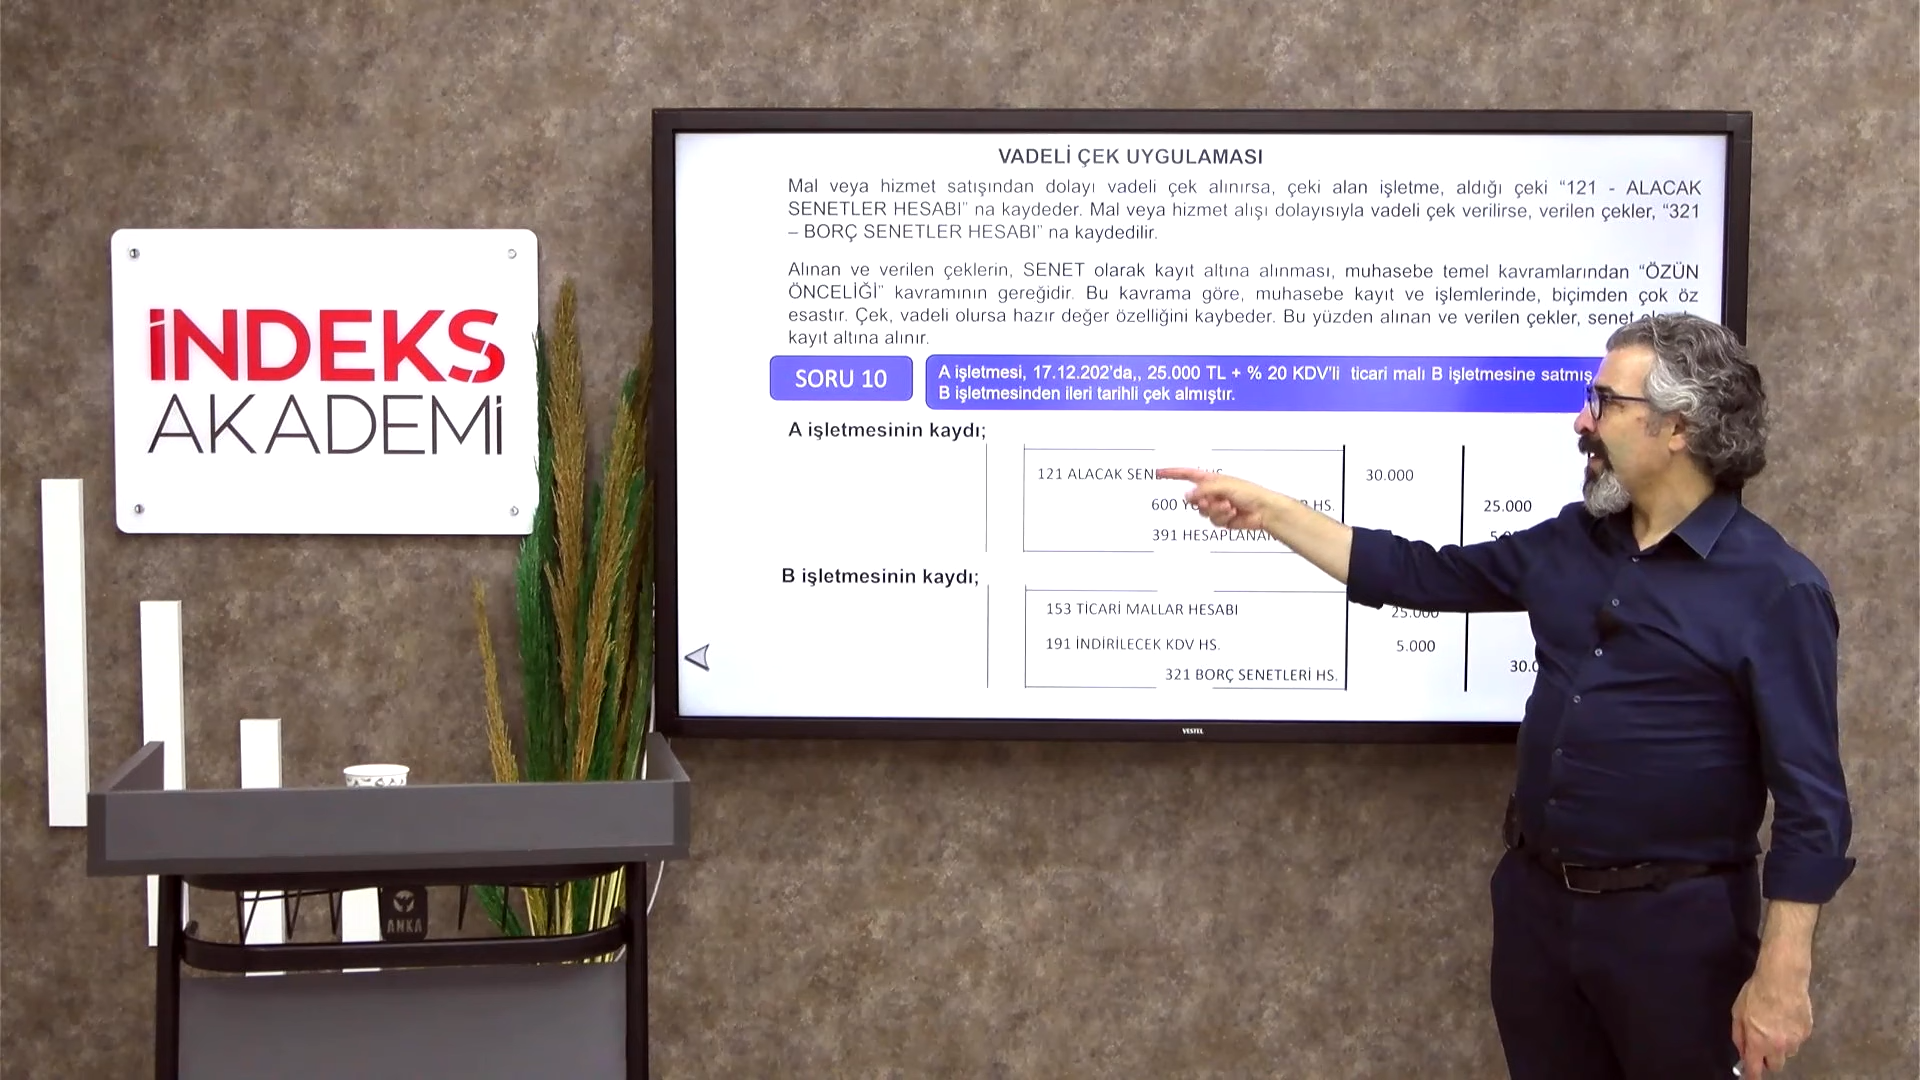 İNDEKS
AKADEMİ
VADELİ ÇEK UYGULAMASI
Mal veya hizmet satışından dolayı vadeli çek alınırsa, çeki alan işletme, aldığı çeki “121 - ALACAK
SENETLER HESABI” na kaydeder. Mal veya hizmet alışı dolayısıyla vadeli çek verilirse, verilen çekler, “321
– BORÇ SENETLER HESABI” na kaydedilir.
Alınan ve verilen çeklerin, SENET olarak kayıt altına alınması, muhasebe temel kavramlarından “ÖZÜN
ÖNCELİĞİ” kavramının gereğidir. Bu kavrama göre, muhasebe kayıt ve işlemlerinde, biçimden çok öz
esastır. Çek, vadeli olursa hazır değer özelliğini kaybeder. Bu yüzden alınan ve verilen çekler, senet
kayıt altına alınır.
SORU 10
A işletmesi, 17.12.202’da,, 25.000 TL + % 20 KDV’li ticari malı B işletmesine satmış,
B işletmesinden ileri tarihli çek almıştır.
A işletmesinin kaydı;
121 ALACAK HS. 30.000
600 HS. 25.000
391 HESAPLANAN
B işletmesinin kaydı;
153 TİCARİ MALLAR HESABI 25.000
191 İNDİRİLECEK KDV HS. 5.000
321 BORÇ SENETLERİ HS.
VESTEL
ANKA